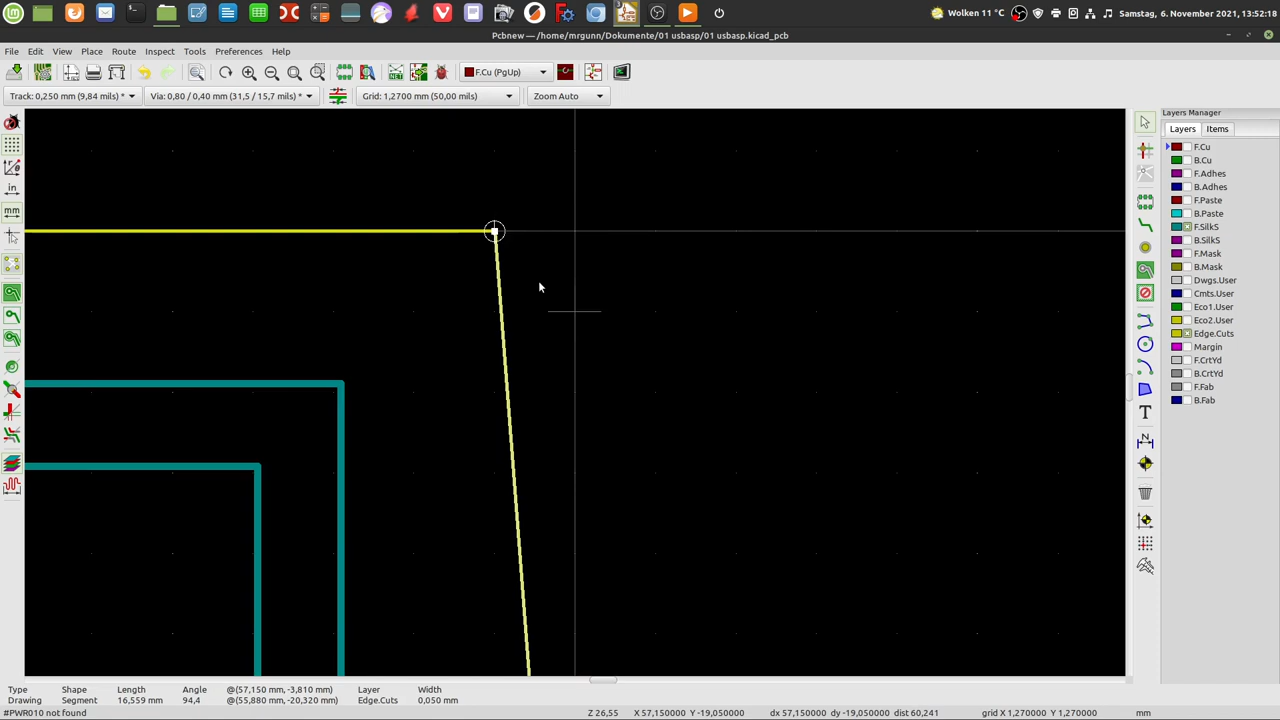 Wolken 11 °C
Samstag, 6. November 2021, 13:52:18
Pcbnew — /home/mrgunn/Dokumente/01 usbasp/01 usbasp.kicad_pcb
File Edit View Place Route Inspect Tools Preferences Help
F.Cu (PgUp)
Track: 0,250 mm (9,84 mils) * Via: 0,80 / 0,40 mm (31,5 / 15,7 mils) * Grid: 1,2700 mm (50,00 mils) Zoom Auto
Layers Manager
Layers Items
F.Cu
B.Cu
F.Adhes
B.Adhes
F.Paste
B.Paste
F.SilkS
B.SilkS
F.Mask
B.Mask
Dwgs.User
Cmts.User
Eco1.User
Eco2.User
Edge.Cuts
Margin
F.CrtYd
B.CrtYd
F.Fab
B.Fab
in
mm
T
N
Type Shape Length Angle @(57,150 mm, -3,810 mm) Layer Width
Drawing Segment 16,559 mm 94,4 @(55,880 mm, -20,320 mm) Edge.Cuts 0,050 mm
#PWR010 not found Z 26,55 X 57,150000 Y -19,050000 dx 57,150000 dy -19,050000 dist 60,241 grid X 1,270000 Y 1,270000 mm